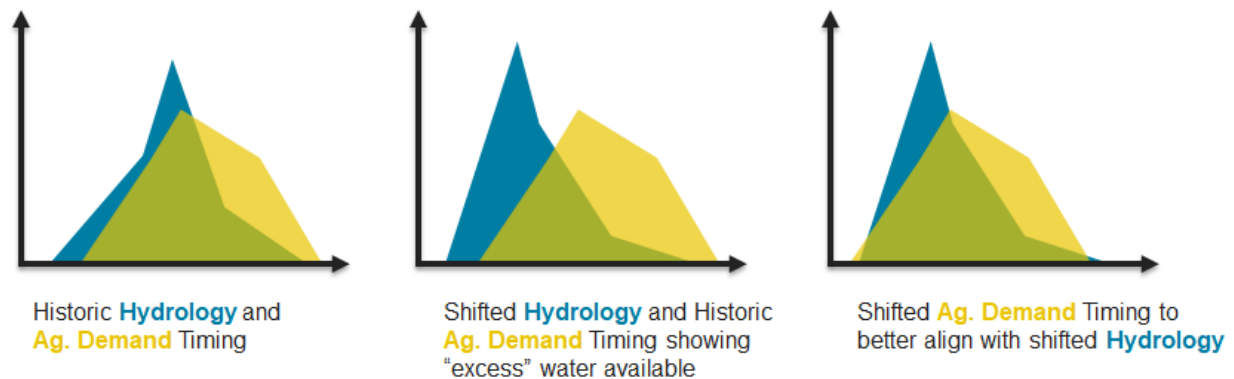 Historic Hydrology and
Ag. Demand Timing
Shifted Hydrology and Historic
Ag. Demand Timing showing
“excess” water available
Shifted Ag. Demand Timing to
better align with shifted Hydrology